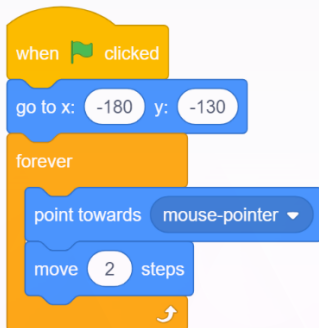 when clicked
go to x: -180 y: -130
forever
point towards mouse-pointer
move 2 steps